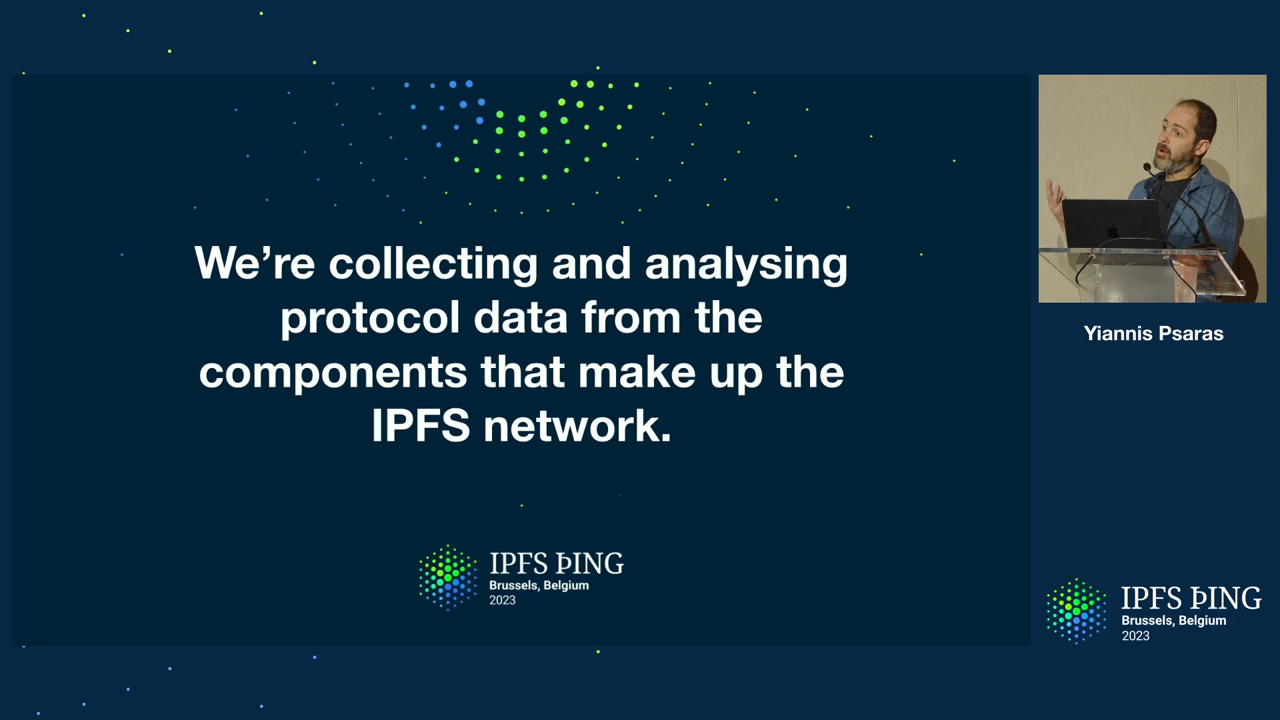 We’re collecting and analysing
protocol data from the
components that make up the
IPFS network.
IPFS ÞING
Brussels, Belgium
2023
Yiannis Psaras
IPFS ÞING
Brussels, Belgium
2023